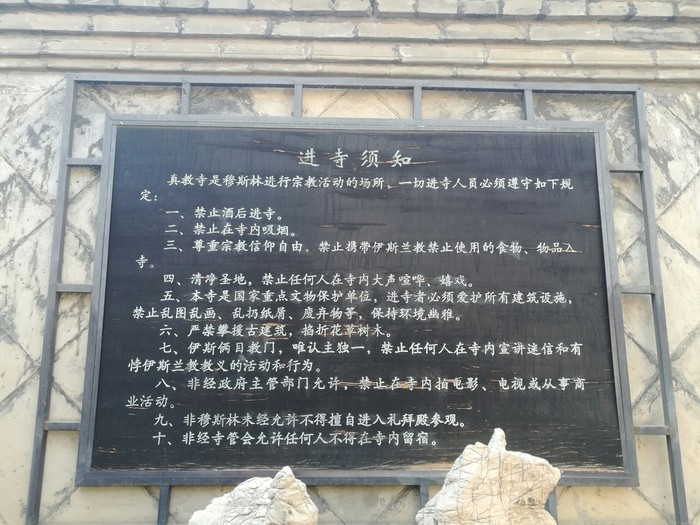 进寺须知
真教寺是穆斯林进行宗教活动的场所、一切进寺人员必须遵守如下规
定：
一、禁止酒后进寺。
二、禁止在寺内吸烟。
三、尊重宗教信仰自由，禁止携带伊斯兰教禁止使用的食物、物品入
寺。
四、清净圣地，禁止任何人在寺内大声喧哗、嬉戏。
五、本寺是国家重点文物保护单位，进寺者必须爱护所有建筑设施，
禁止乱图乱画、乱扔纸屑、废弃物等，保持环境幽雅。
六、严禁攀援古建筑，掐折花草树木。
七、伊斯俩目教门，唯认主独一，禁止任何人在寺内宣讲迷信和有
悖伊斯兰教教义的活动和行为。
八、非经政府主管部门允许，禁止在寺内拍电影、电视或从事商
业活动。
九、非穆斯林未经允许不得擅自进入礼拜殿参观。
十、非经寺管会允许任何人不得在寺内留宿。